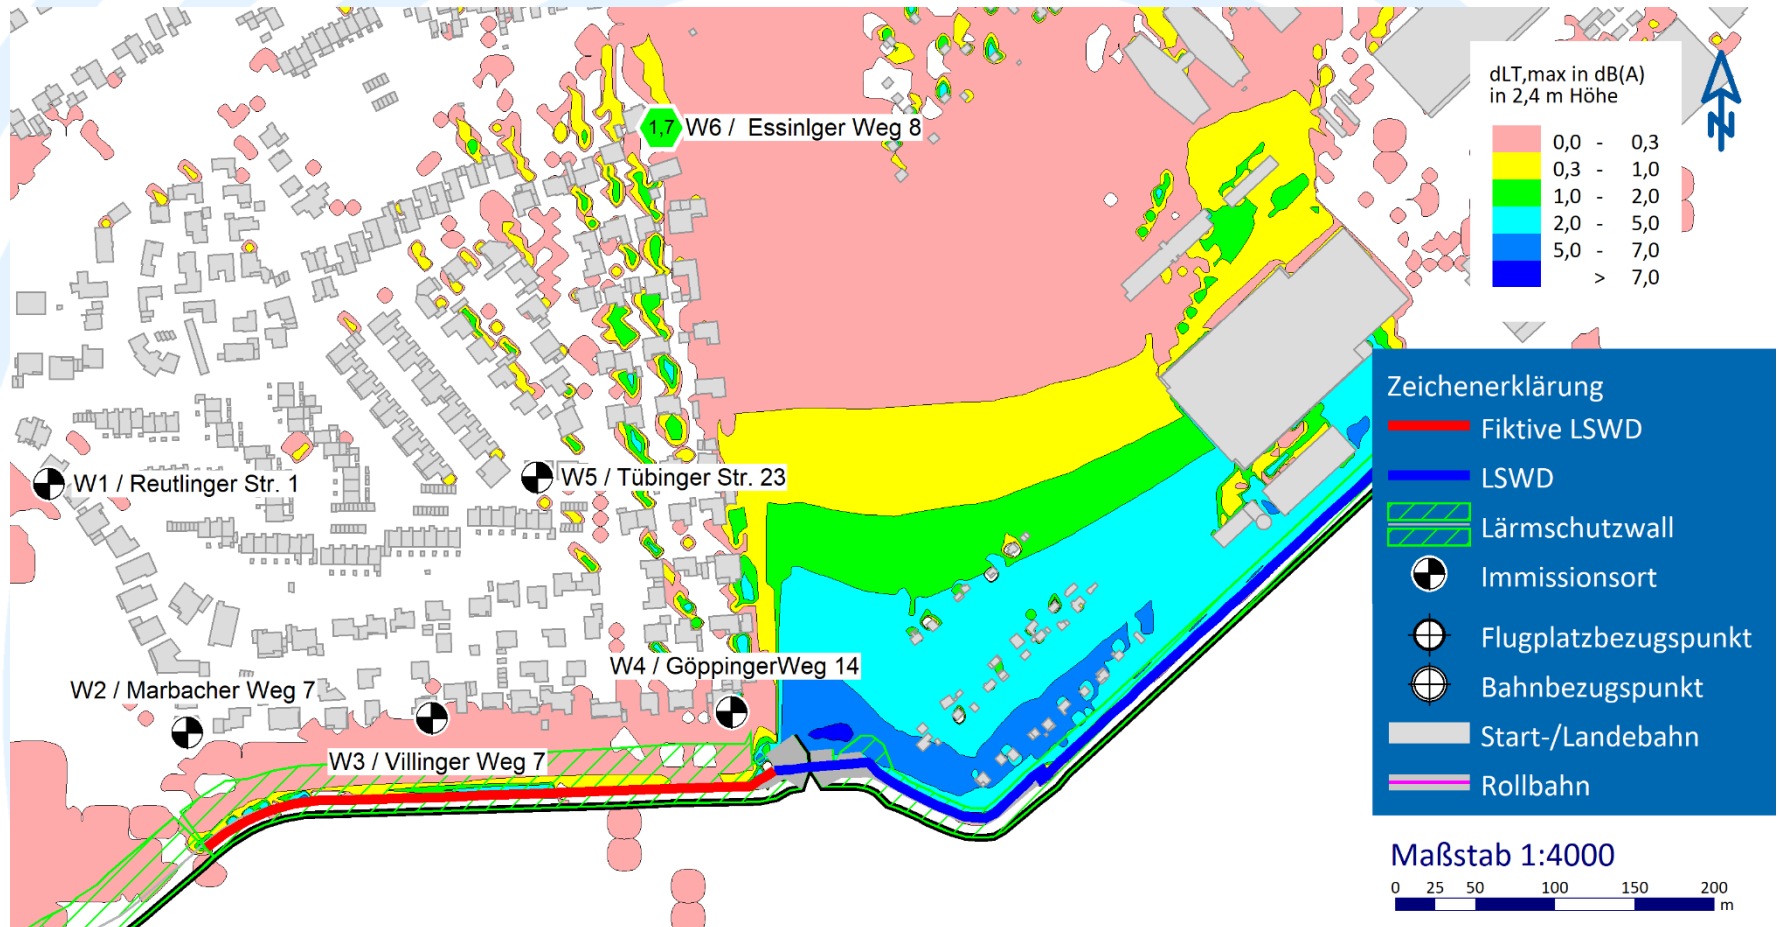 dLT,max in dB(A)
in 2,4 m Höhe
0,0 - 0,3
0,3 - 1,0
1,0 - 2,0
2,0 - 5,0
5,0 - 7,0
> 7,0
N
1,7 W6 / Essinlger Weg 8
Zeichenerklärung
Fiktive LSWD
LSWD
Lärmschutzwall
Immissionsort
Flugplatzbezugspunkt
Bahnbezugspunkt
Start-/Landebahn
Rollbahn
W1 / Reutlinger Str. 1
W5 / Tübinger Str. 23
W4 / GöppingerWeg 14
W2 / Marbacher Weg 7
W3 / Villinger Weg 7
Maßstab 1:4000
0 25 50 100 150 200
m